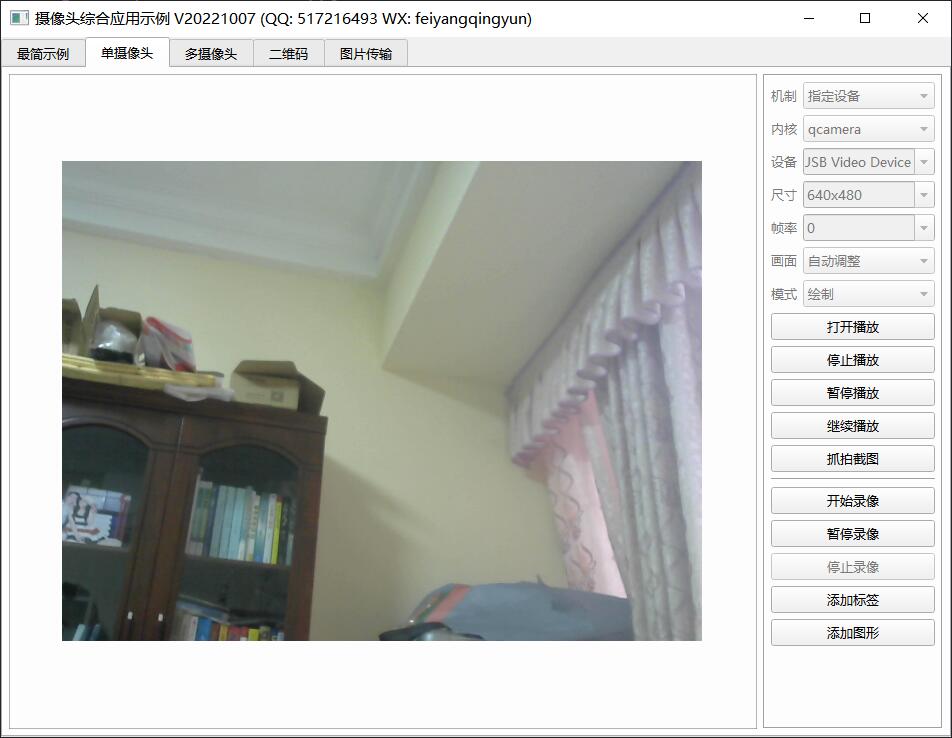 摄像头综合应用示例 V20221007 (QQ: 517216493 WX: feiyangqingyun)
最简示例 单摄像头 多摄像头 二维码 图片传输
机制 指定设备
内核 qcamera
设备 JSB Video Device
尺寸 640x480
帧率 0
画面 自动调整
模式 绘制
打开播放
停止播放
暂停播放
继续播放
抓拍截图
开始录像
暂停录像
停止录像
添加标签
添加图形